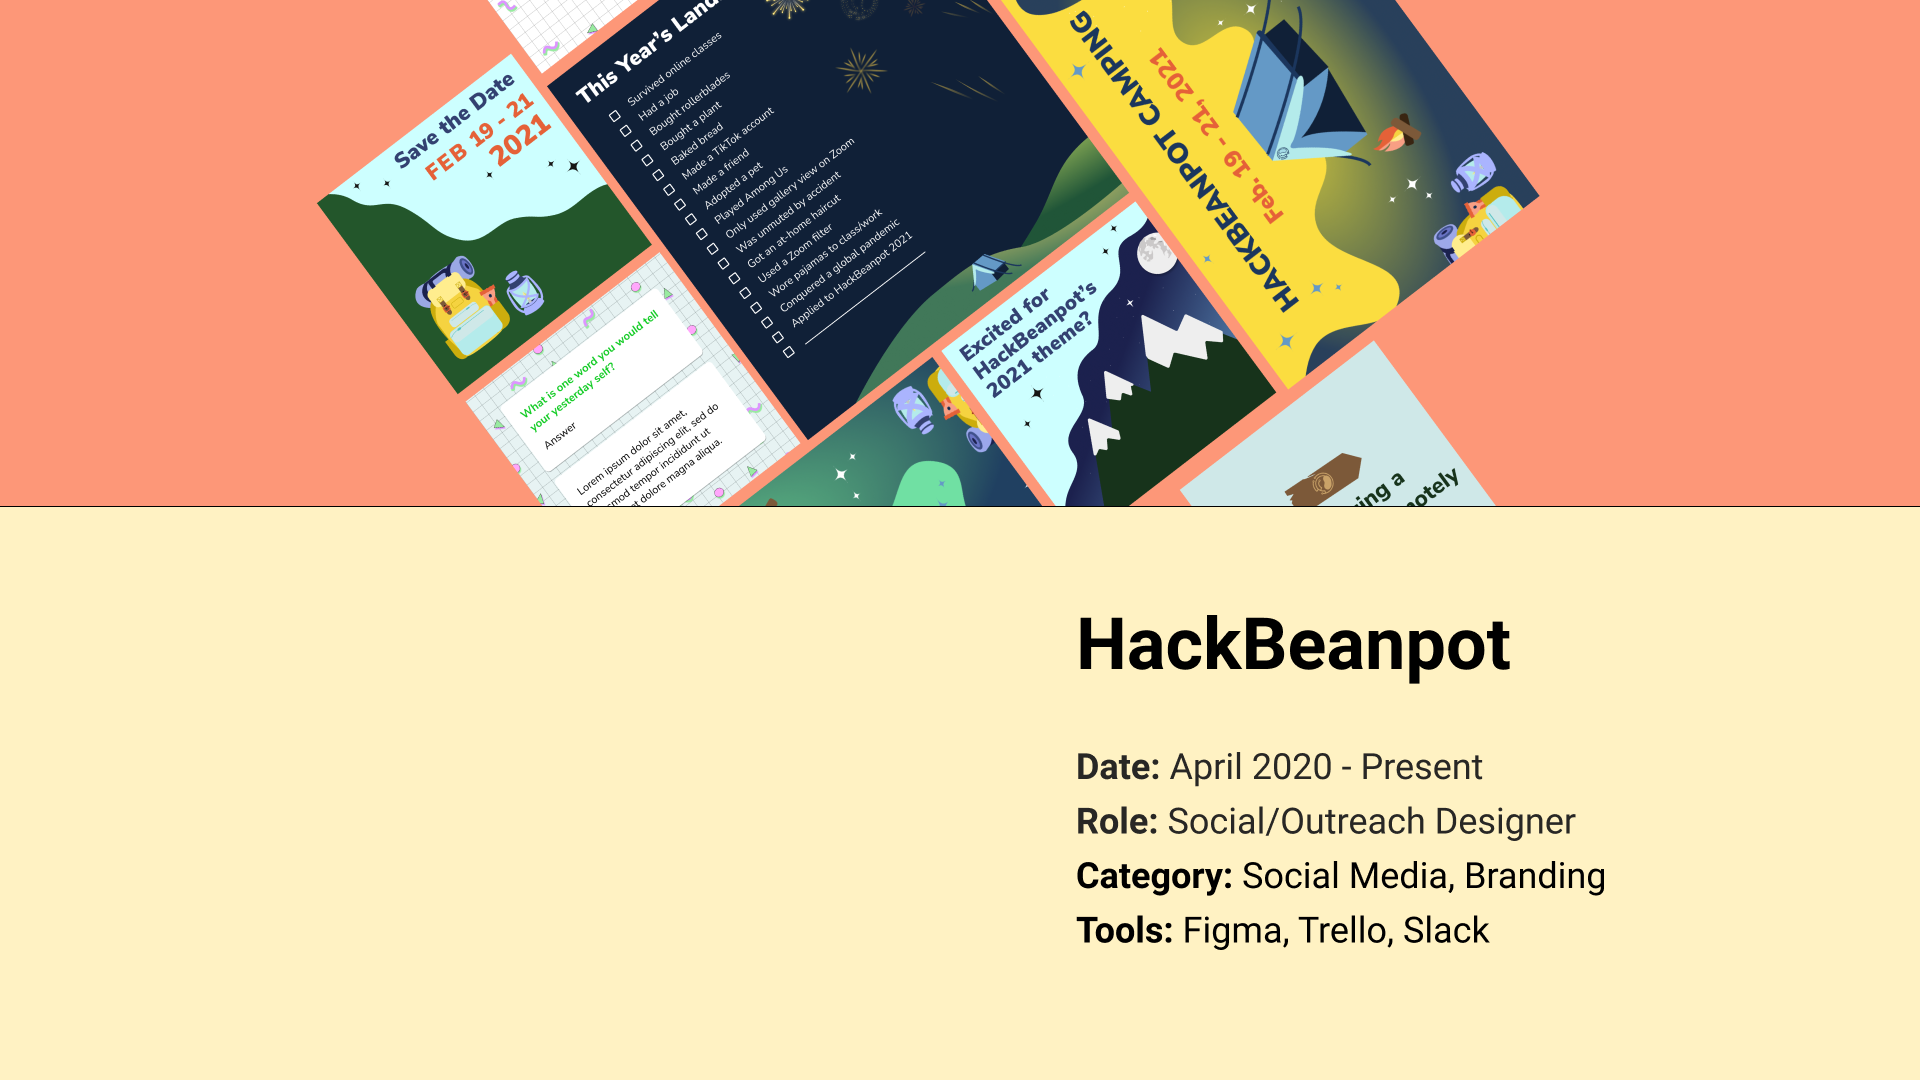 Save the Date
FEB 19 - 21
2021
This Year's Land
Survived online classes
Had a job
Bought rollerblades
Bought a plant
Baked bread
Made a TikTok account
Made a friend
Adopted a pet
Played Among Us
Only used gallery view on Zoom
Was unmuted by accident
Got an at-home haircut
Used a Zoom filter
Wore pajamas to class/work
Conquered a global pandemic
Applied to HackBeanpot 2021
HACKBEANPOT CAMPING
Feb. 19 - 21, 2021
What is one word you would tell
your yesterday self?
Answer
Lorem ipsum dolor sit amet,
consectetur adipiscing elit, sed do
smod tempor incididunt ut
et dolore magna aliqua.
Excited for
HackBeanpot's
2021 theme?
ing a
motely
HackBeanpot
Date: April 2020 - Present
Role: Social/Outreach Designer
Category: Social Media, Branding
Tools: Figma, Trello, Slack